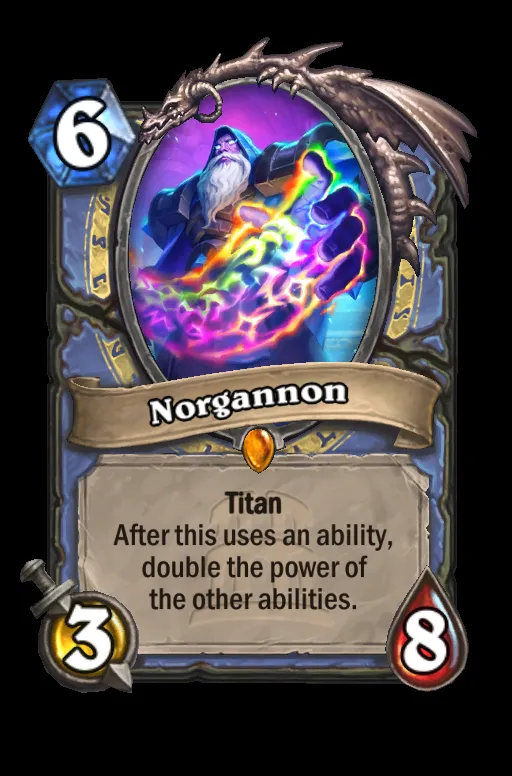 6
Norgannon
Titan
After this uses an ability,
double the power of
the other abilities.
3
8